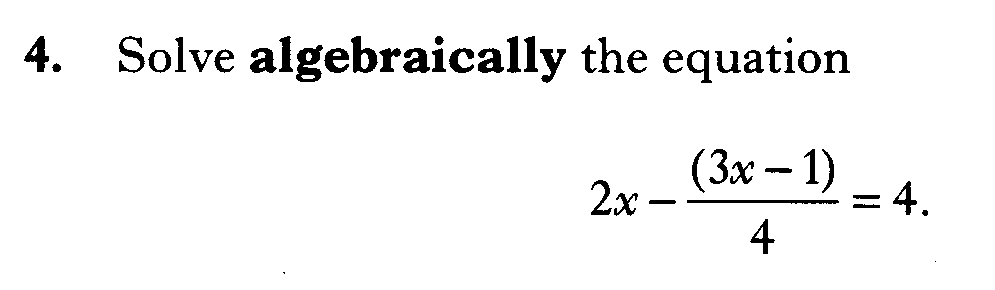 4. Solve algebraically the equation
2x − (3x − 1)/4 = 4.